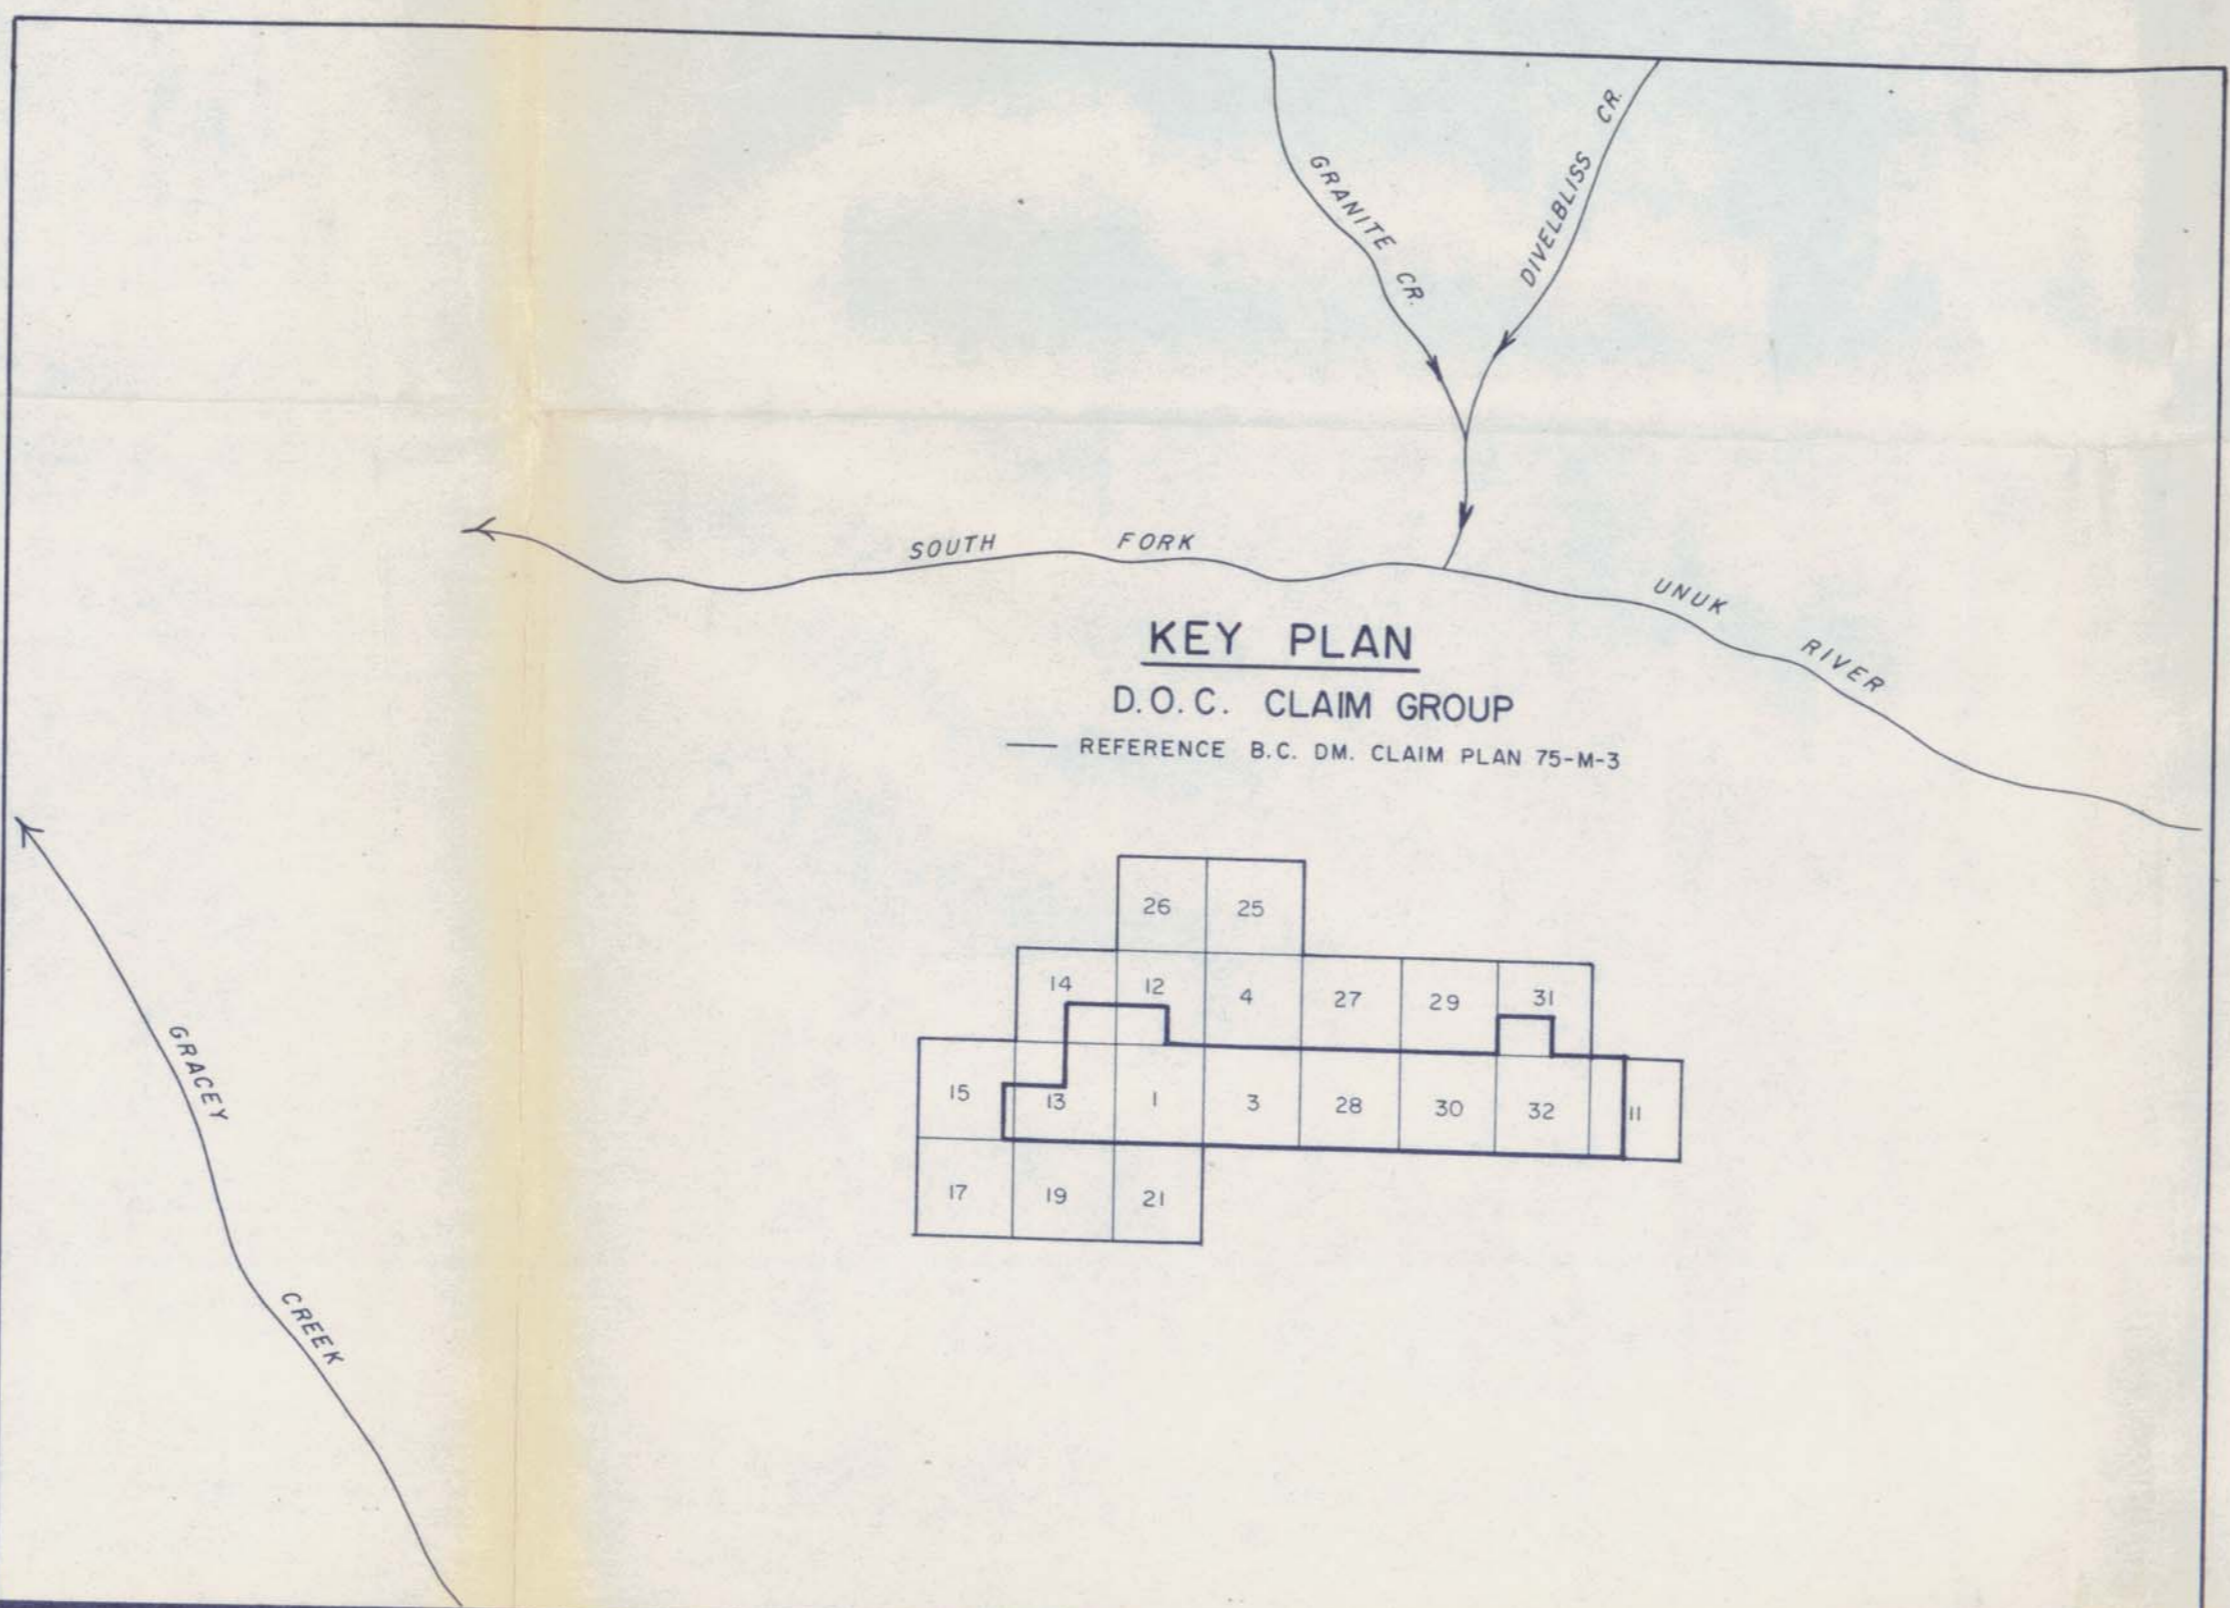 GRANITE CR.
DIVELBLISS CR.
SOUTH FORK UNUK RIVER
KEY PLAN
D.O.C. CLAIM GROUP
— REFERENCE B.C. DM. CLAIM PLAN 75-M-3
26 25
14 12 4 27 29 31
15 13 1 3 28 30 32 11
17 19 21
GRACEY CREEK